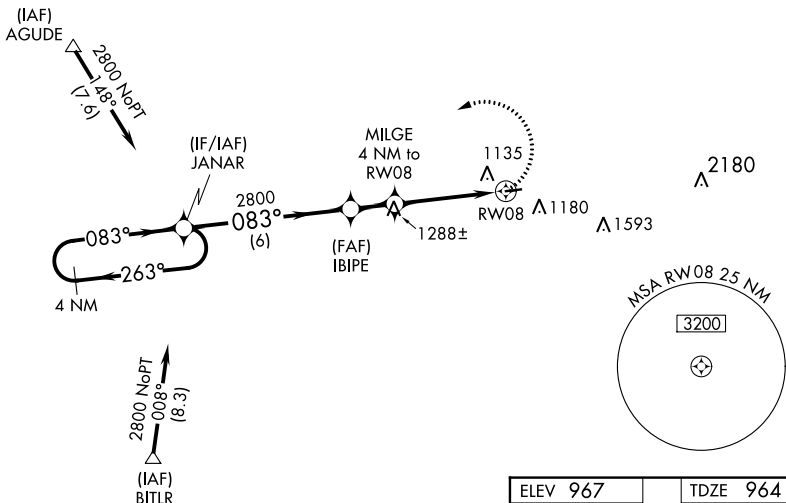 (IAF)
AGUDE
2800 NoPT
148°
(7.6)
(IF/IAF)
JANAR
MILGE
4 NM to
RW08
1135
2180
2800
083°
083°
(6)
RW08
1180
1593
263°
(FAF)
IBIPE
1288±
4 NM
MSA RW08 25 NM
3200
2800 NoPT
008°
(8.3)
(IAF)
BITLR
ELEV 967 TDZE 964